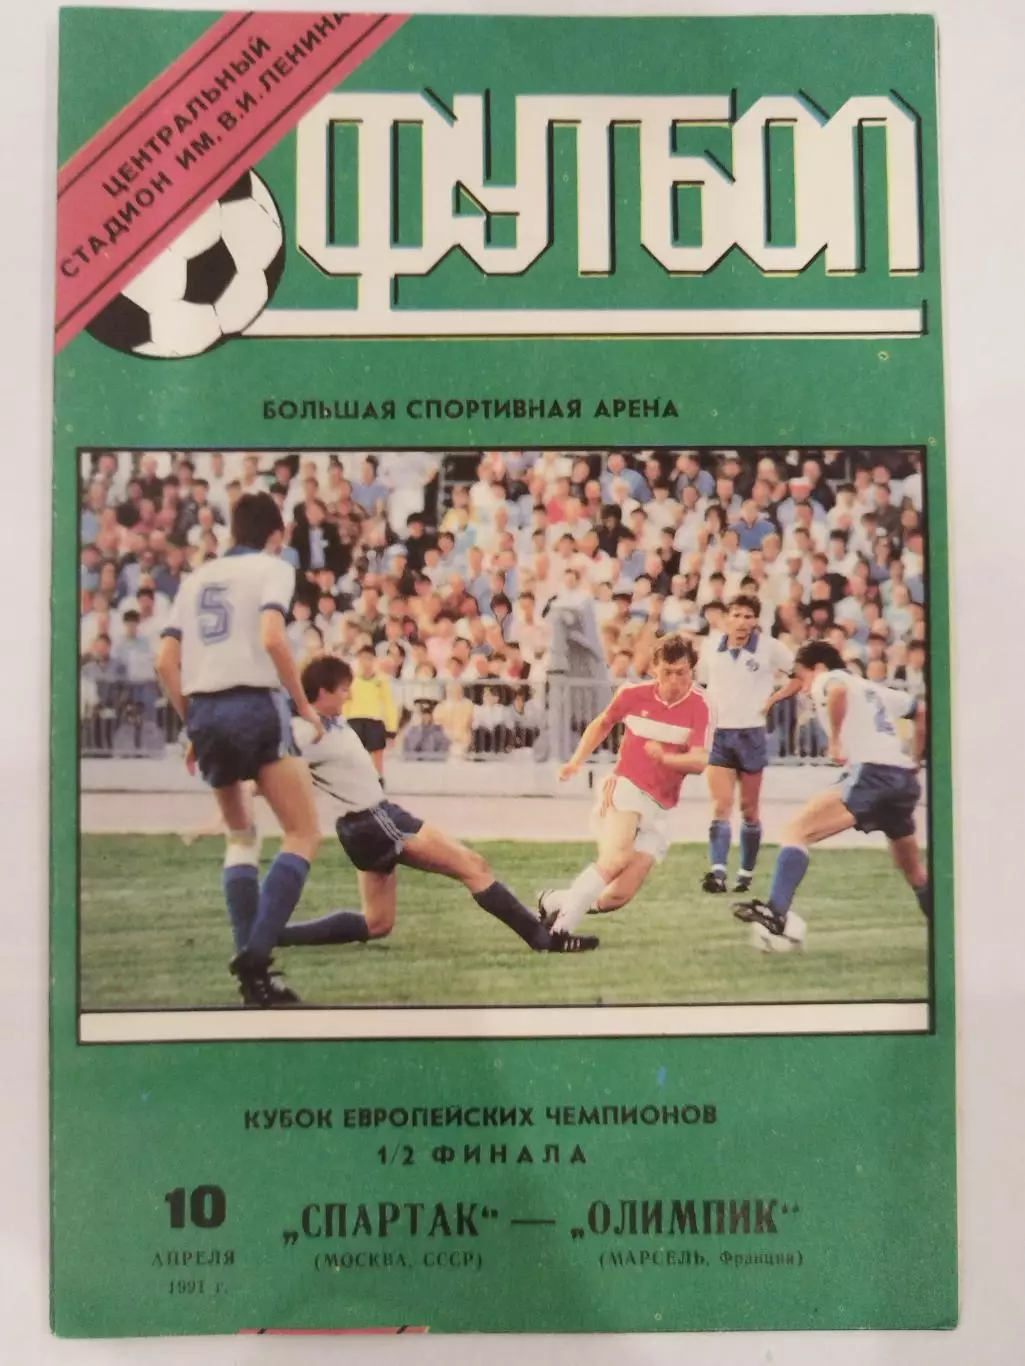 ЦЕНТРАЛЬНЫЙ
СТАДИОН ИМ. В.И. ЛЕНИНА
ФУТБОЛ
БОЛЬШАЯ СПОРТИВНАЯ АРЕНА
5
КУБОК ЕВРОПЕЙСКИХ ЧЕМПИОНОВ
1/2 ФИНАЛА
10
АПРЕЛЯ
1991 г.
„СПАРТАК“ — „ОЛИМПИК“
(МОСКВА, СССР) (МАРСЕЛЬ, Франция)